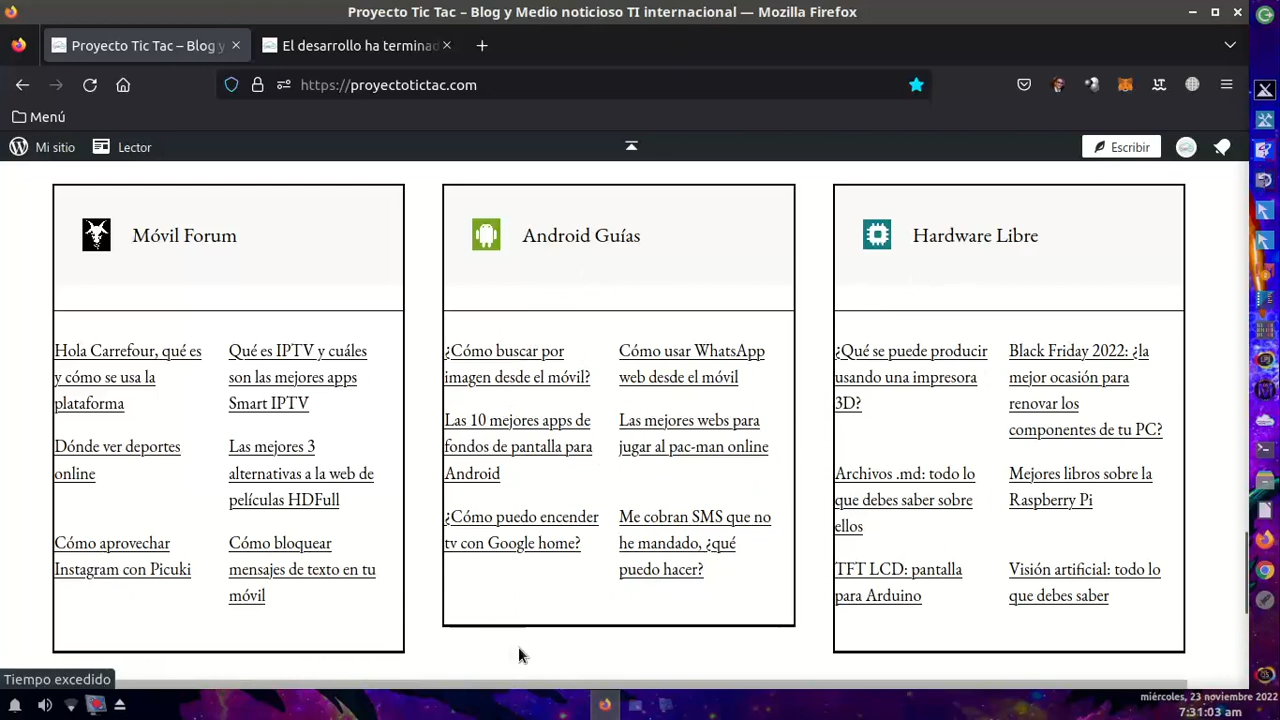 Proyecto Tic Tac – Blog y Medio noticioso TI internacional — Mozilla Firefox
Proyecto Tic Tac – Blog y
El desarrollo ha terminad
https://proyectotictac.com
Menú
Mi sitio
Lector
Escribir
Móvil Forum
Hola Carrefour, qué es
y cómo se usa la
plataforma
Qué es IPTV y cuáles
son las mejores apps
Smart IPTV
Dónde ver deportes
online
Las mejores 3
alternativas a la web de
películas HDFull
Cómo aprovechar
Instagram con Picuki
Cómo bloquear
mensajes de texto en tu
móvil
Android Guías
¿Cómo buscar por
imagen desde el móvil?
Cómo usar WhatsApp
web desde el móvil
Las 10 mejores apps de
fondos de pantalla para
Android
Las mejores webs para
jugar al pac-man online
¿Cómo puedo encender
tv con Google home?
Me cobran SMS que no
he mandado, ¿qué
puedo hacer?
Hardware Libre
¿Qué se puede producir
usando una impresora
3D?
Black Friday 2022: ¿la
mejor ocasión para
renovar los
componentes de tu PC?
Archivos .md: todo lo
que debes saber sobre
ellos
Mejores libros sobre la
Raspberry Pi
TFT LCD: pantalla
para Arduino
Visión artificial: todo lo
que debes saber
Tiempo excedido
miércoles, 23 noviembre 2022
7:31:03 am